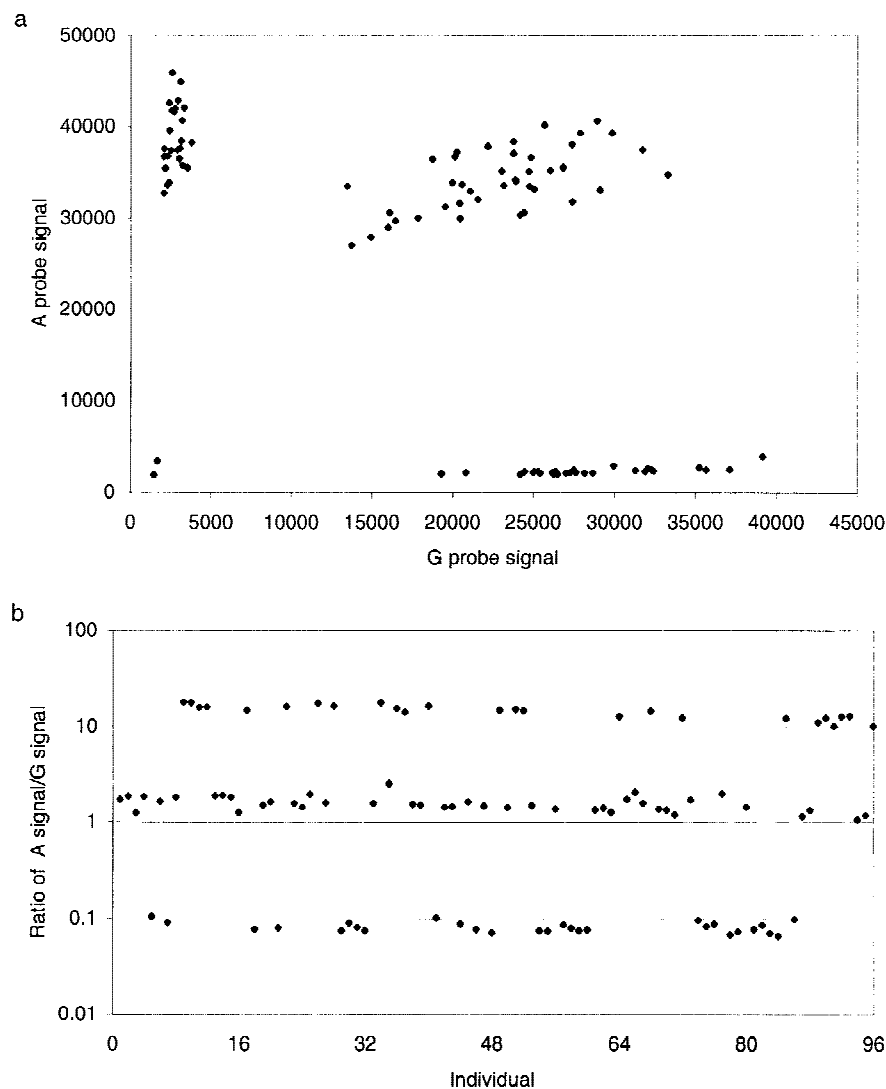 a
50000
40000
30000
20000
10000
0
A probe signal
0 5000 10000 15000 20000 25000 30000 35000 40000 45000
G probe signal
b
100
10
1
0.1
0.01
Ratio of A signal/G signal
0 16 32 48 64 80 96
Individual